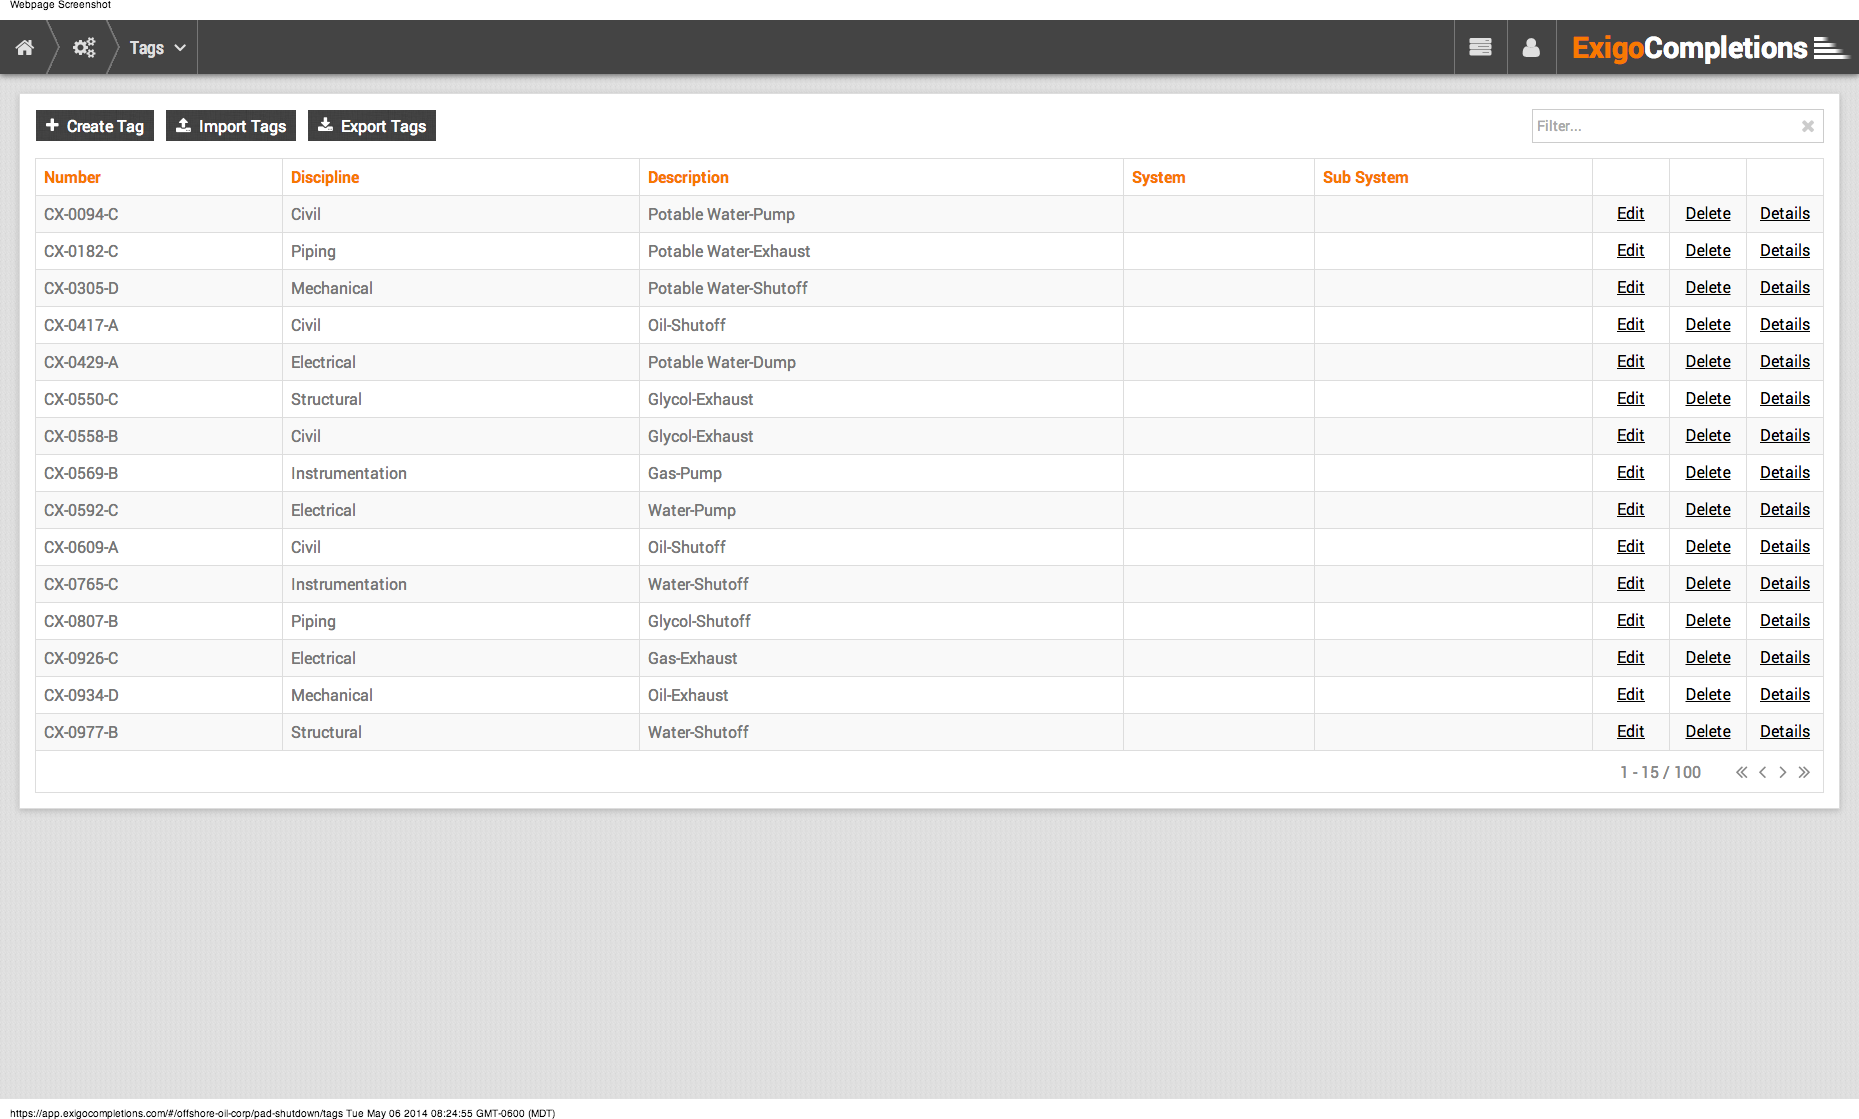 Webpage Screenshot
Tags
ExigoCompletions
Create Tag Import Tags Export Tags Filter...
Number Discipline Description System Sub System
CX-0094-C Civil Potable Water-Pump Edit Delete Details
CX-0182-C Piping Potable Water-Exhaust Edit Delete Details
CX-0305-D Mechanical Potable Water-Shutoff Edit Delete Details
CX-0417-A Civil Oil-Shutoff Edit Delete Details
CX-0429-A Electrical Potable Water-Dump Edit Delete Details
CX-0550-C Structural Glycol-Exhaust Edit Delete Details
CX-0558-B Civil Glycol-Exhaust Edit Delete Details
CX-0569-B Instrumentation Gas-Pump Edit Delete Details
CX-0592-C Electrical Water-Pump Edit Delete Details
CX-0609-A Civil Oil-Shutoff Edit Delete Details
CX-0765-C Instrumentation Water-Shutoff Edit Delete Details
CX-0807-B Piping Glycol-Shutoff Edit Delete Details
CX-0926-C Electrical Gas-Exhaust Edit Delete Details
CX-0934-D Mechanical Oil-Exhaust Edit Delete Details
CX-0977-B Structural Water-Shutoff Edit Delete Details
1 - 15 / 100 « < > »
https://app.exigocompletions.com/#/offshore-oil-corp/pad-shutdown/tags Tue May 06 2014 08:24:55 GMT-0600 (MDT)